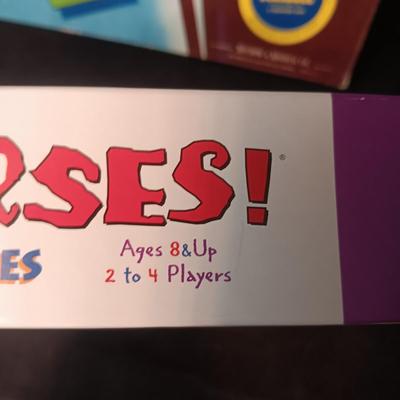 RSES!®
ES
Ages 8&Up
2 to 4 Players